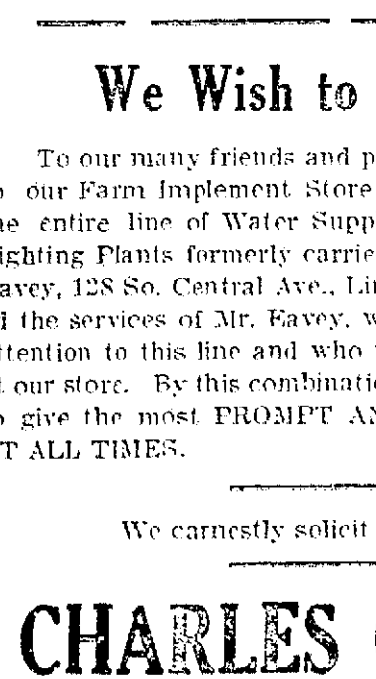 We Wish to
To our many friends and p
o our Farm Implement Store
he entire line of Water Supp
ighting Plants formerly carrie
avey, 128 So. Central Ave., Lin
d the services of Mr. Eavey, w
ttention to this line and who
t our store. By this combinatio
o give the most PROMPT AN
T ALL TIMES.
We earnestly solicit
CHARLES